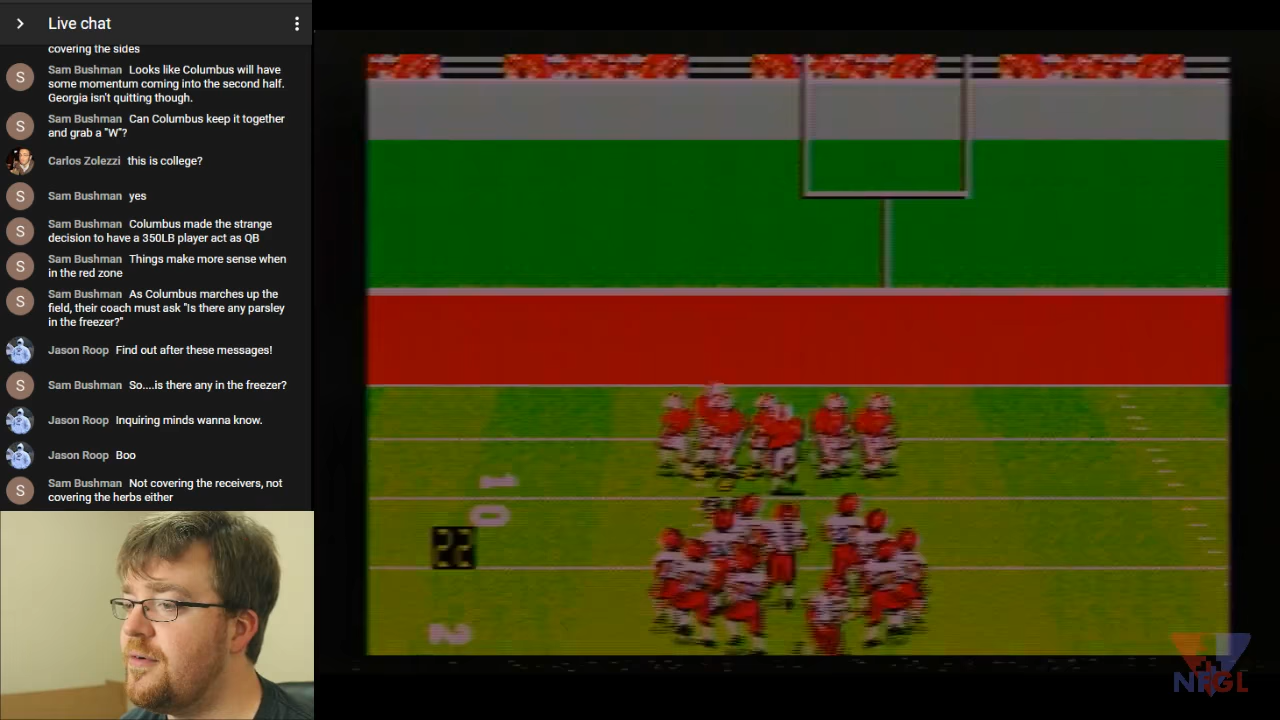 Live chat
covering the sides
S Sam Bushman Looks like Columbus will have
some momentum coming into the second half.
Georgia isn't quitting though.
S Sam Bushman Can Columbus keep it together
and grab a "W"?
Carlos Zolezzi this is college?
S Sam Bushman yes
S Sam Bushman Columbus made the strange
decision to have a 350LB player act as QB
S Sam Bushman Things make more sense when
in the red zone
S Sam Bushman As Columbus marches up the
field, their coach must ask "Is there any parsley
in the freezer?"
Jason Roop Find out after these messages!
S Sam Bushman So....is there any in the freezer?
Jason Roop Inquiring minds wanna know.
Jason Roop Boo
S Sam Bushman Not covering the receivers, not
covering the herbs either
1 0
22
2
NFGL